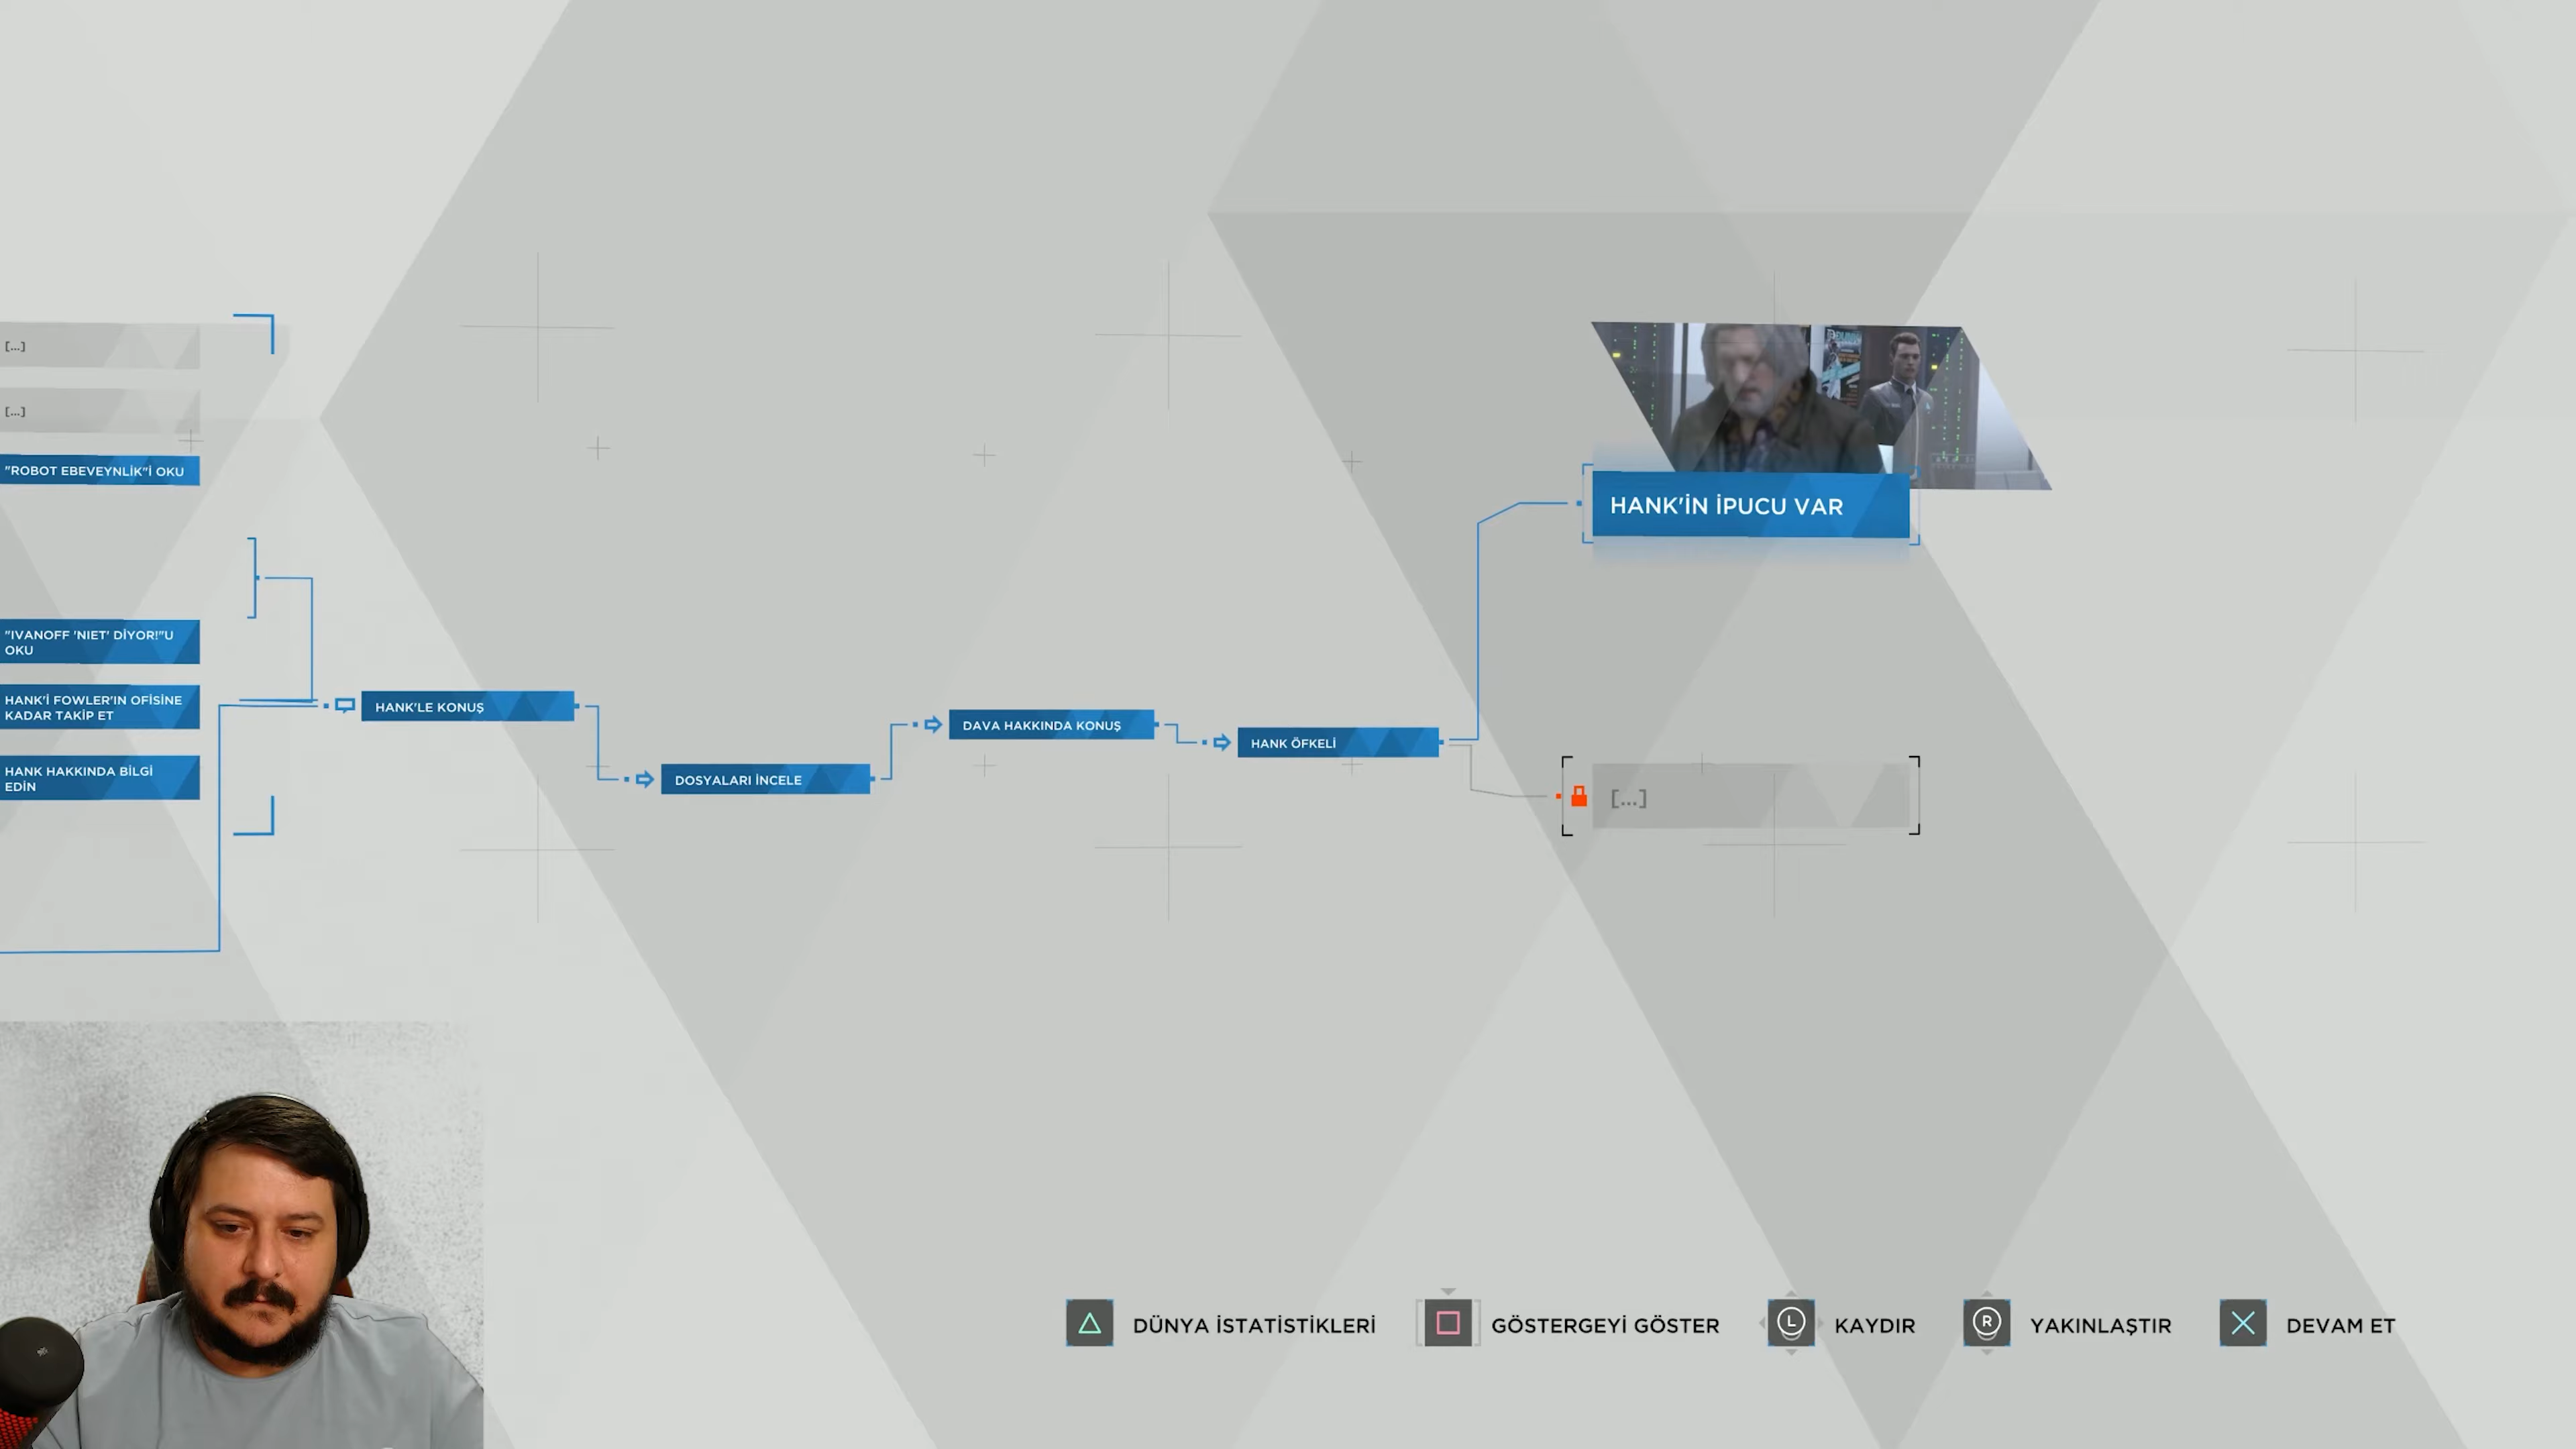 [...]
[...]
"ROBOT EBEVEYNLİK"İ OKU
"IVANOFF 'NIET' DİYOR!"U
OKU
HANK'İ FOWLER'IN OFİSİNE
KADAR TAKİP ET
HANK HAKKINDA BİLGİ
EDİN
HANK'LE KONUŞ
DOSYALARI İNCELE
DAVA HAKKINDA KONUŞ
HANK ÖFKELİ
HANK'İN İPUCU VAR
[...]
DÜNYA İSTATİSTİKLERİ
GÖSTERGEYİ GÖSTER
L
KAYDIR
R
YAKINLAŞTIR
DEVAM ET